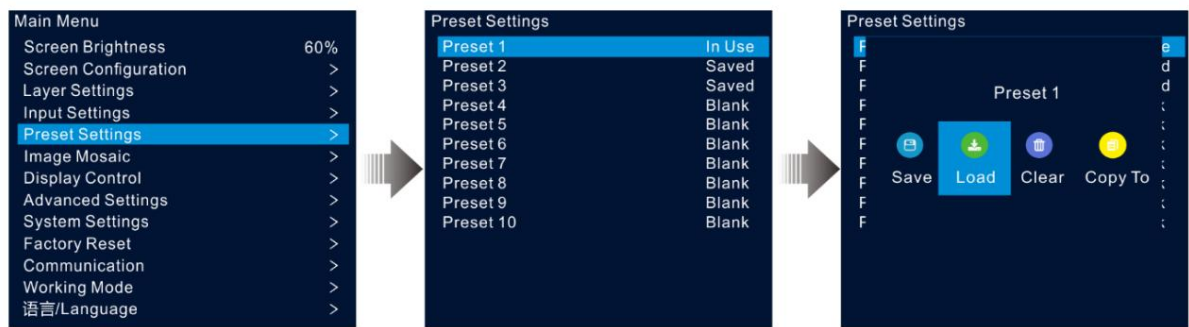 Main Menu
Screen Brightness 60%
Screen Configuration >
Layer Settings >
Input Settings >
Preset Settings >
Image Mosaic >
Display Control >
Advanced Settings >
System Settings >
Factory Reset >
Communication >
Working Mode >
语言/Language >
Preset Settings
Preset 1 In Use
Preset 2 Saved
Preset 3 Saved
Preset 4 Blank
Preset 5 Blank
Preset 6 Blank
Preset 7 Blank
Preset 8 Blank
Preset 9 Blank
Preset 10 Blank
Preset Settings
Preset 1
Save Load Clear Copy To